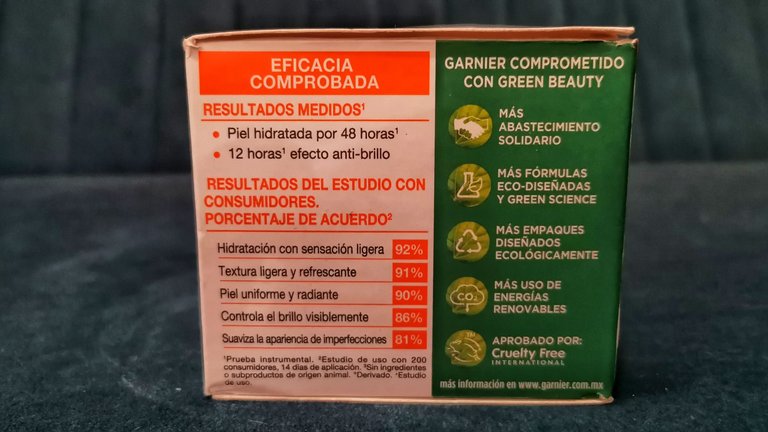 EFICACIA
COMPROBADA
RESULTADOS MEDIDOS¹
• Piel hidratada por 48 horas¹
• 12 horas¹ efecto anti-brillo
RESULTADOS DEL ESTUDIO CON
CONSUMIDORES.
PORCENTAJE DE ACUERDO²
Hidratación con sensación ligera 92%
Textura ligera y refrescante 91%
Piel uniforme y radiante 90%
Controla el brillo visiblemente 86%
Suaviza la apariencia de imperfecciones 81%
¹Prueba instrumental. ²Estudio de uso con 200
consumidores, 14 días de aplicación. ³Sin ingredientes
o subproductos de origen animal. ⁵Derivado. ⁴Estudio
de uso.
GARNIER COMPROMETIDO
CON GREEN BEAUTY
MÁS
ABASTECIMIENTO
SOLIDARIO
MÁS FÓRMULAS
ECO-DISEÑADAS
Y GREEN SCIENCE
MÁS EMPAQUES
DISEÑADOS
ECOLÓGICAMENTE
CO₂
MÁS USO DE
ENERGÍAS
RENOVABLES
TM
APROBADO POR:
Cruelty Free
INTERNATIONAL
más información en www.garnier.com.mx